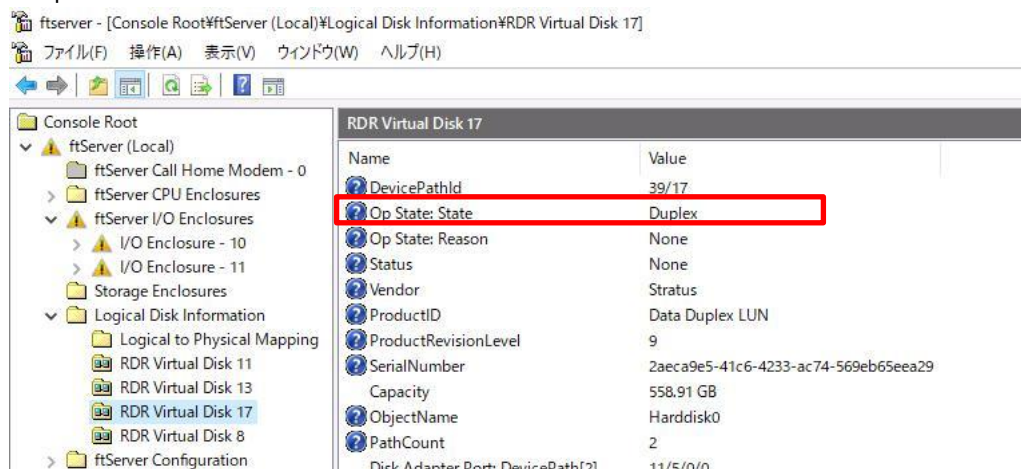 ftserver - [Console Root¥ftServer (Local)¥Logical Disk Information¥RDR Virtual Disk 17]
ファイル(F) 操作(A) 表示(V) ウィンドウ(W) ヘルプ(H)
Console Root
ftServer (Local)
ftServer Call Home Modem - 0
ftServer CPU Enclosures
ftServer I/O Enclosures
I/O Enclosure - 10
I/O Enclosure - 11
Storage Enclosures
Logical Disk Information
Logical to Physical Mapping
RDR Virtual Disk 11
RDR Virtual Disk 13
RDR Virtual Disk 17
RDR Virtual Disk 8
ftServer Configuration
RDR Virtual Disk 17
Name Value
DevicePathId 39/17
Op State: State Duplex
Op State: Reason None
Status None
Vendor Stratus
ProductID Data Duplex LUN
ProductRevisionLevel 9
SerialNumber 2aeca9e5-41c6-4233-ac74-569eb65eea29
Capacity 558.91 GB
ObjectName Harddisk0
PathCount 2
Disk Adapter Port: DevicePath[2] 11/5/0/0